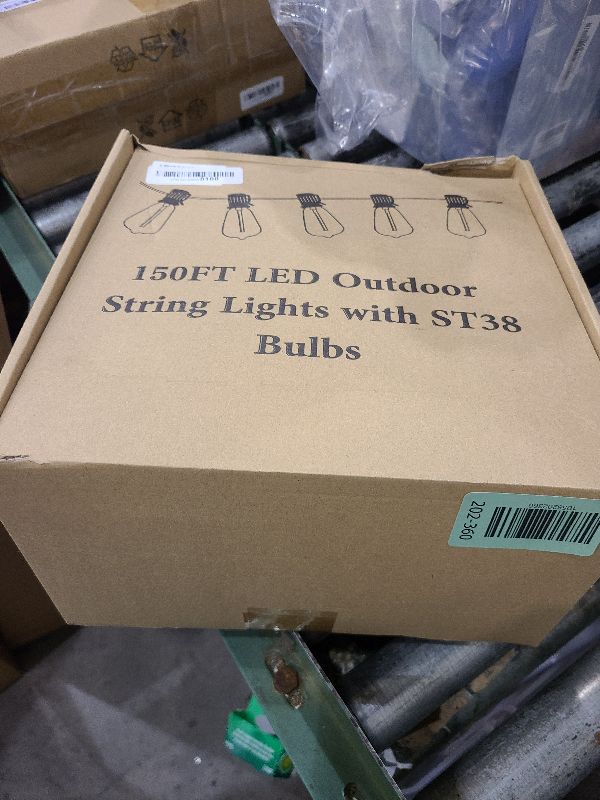 150FT LED Outdoor
String Lights with ST38
Bulbs
202-360